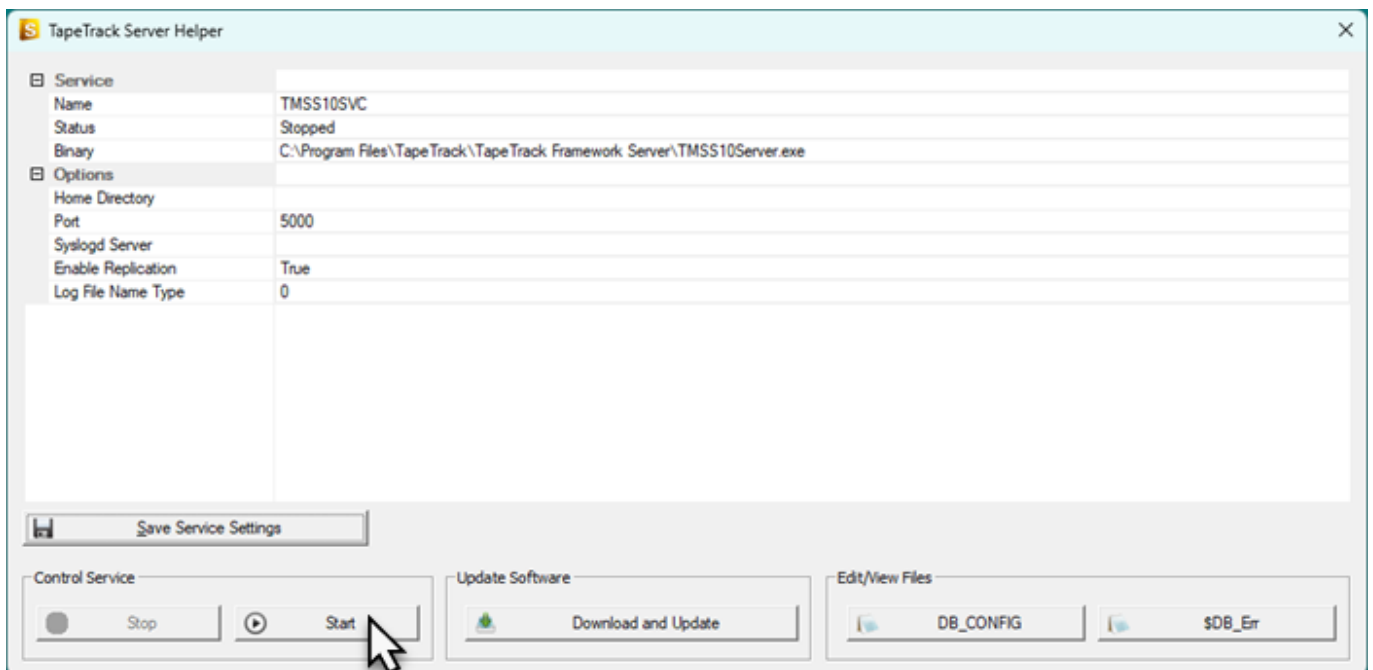 TapeTrack Server Helper
Service
Name TMSS10SVC
Status Stopped
Binary C:\Program Files\TapeTrack\TapeTrack Framework Server\TMSS10Server.exe
Options
Home Directory
Port 5000
Syslogd Server
Enable Replication True
Log File Name Type 0
Save Service Settings
Control Service Update Software Edit/View Files
Stop Start Download and Update DB_CONFIG $DB_Err